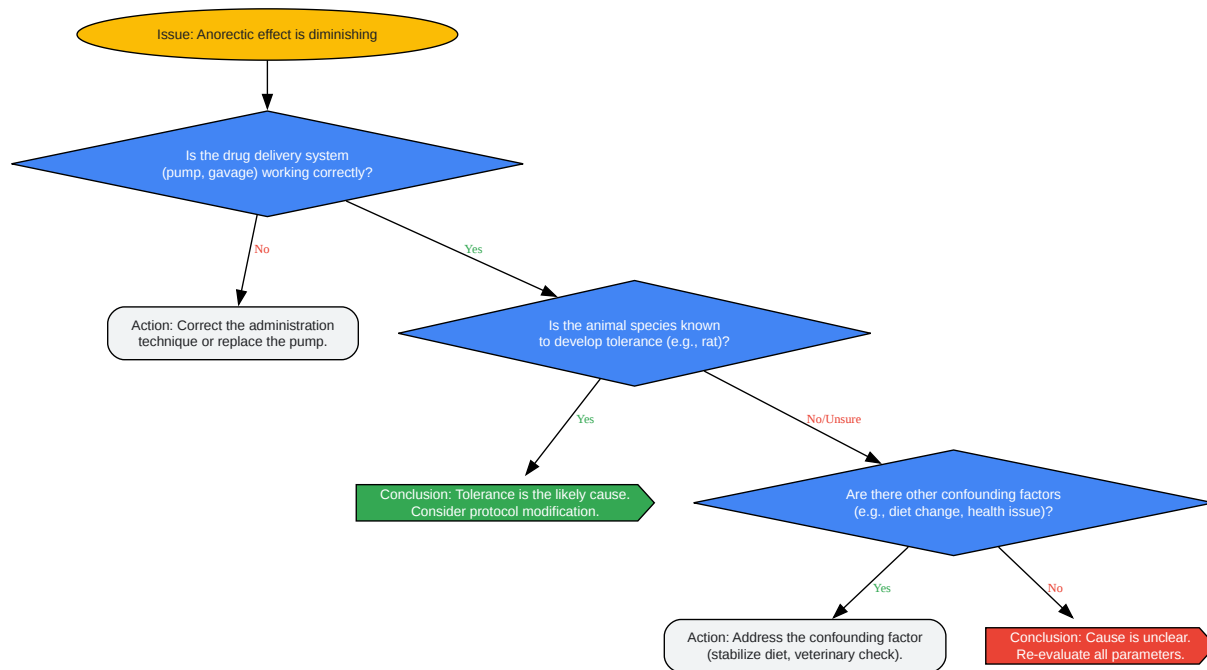 Issue: Anorectic effect is diminishing
Is the drug delivery system
(pump, gavage) working correctly?
No
Yes
Action: Correct the administration
technique or replace the pump.
Is the animal species known
to develop tolerance (e.g., rat)?
Yes
No/Unsure
Conclusion: Tolerance is the likely cause.
Consider protocol modification.
Are there other confounding factors
(e.g., diet change, health issue)?
Yes
No
Action: Address the confounding factor
(stabilize diet, veterinary check).
Conclusion: Cause is unclear.
Re-evaluate all parameters.